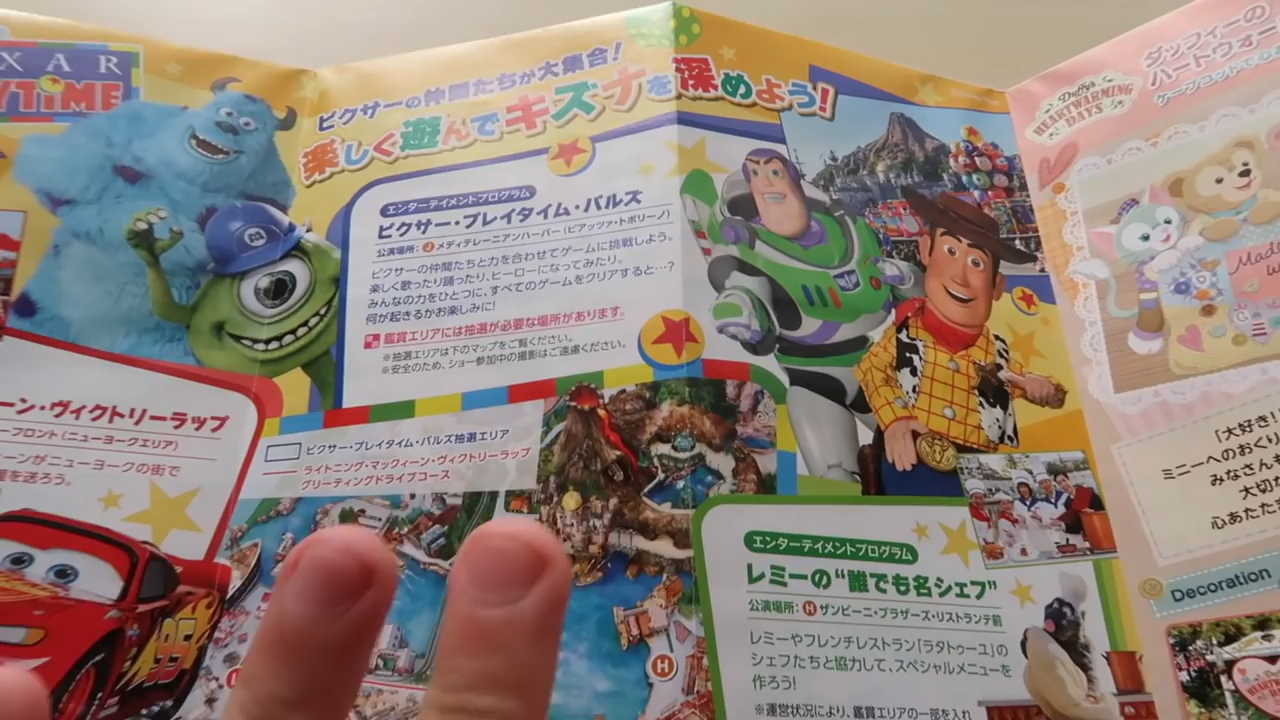 XAR
YTIME
ピクサーの仲間たちが大集合!
楽しく遊んでキズナを深めよう!
エンターテイメントプログラム
ピクサー・プレイタイム・パルズ
公演場所: J メディテレーニアンハーバー(ピアッツァ・トポリーノ)
ピクサーの仲間たちと力を合わせてゲームに挑戦しよう。
楽しく歌ったり踊ったり、ヒーローになってみたり。
みんなの力をひとつに、すべてのゲームをクリアすると…?
何が起きるかお楽しみに!
鑑賞エリアには抽選が必要な場所があります。
※抽選エリアは下のマップをご覧ください。
※安全のため、ショー参加中の撮影はご遠慮ください。
ーン・ヴィクトリーラップ
ーフロント(ニューヨークエリア)
ィーンがニューヨークの街で
を送ろう。
95
ピクサー・プレイタイム・パルズ抽選エリア
ライトニング・マックィーン・ヴィクトリーラップ
グリーティングドライブコース
H
エンターテイメントプログラム
レミーの“誰でも名シェフ”
公演場所: H ザンビーニ・ブラザーズ・リストランテ前
レミーやフレンチレストラン「ラタトゥーユ」の
シェフたちと協力して、スペシャルメニューを
作ろう!
※運営状況により、鑑賞エリアの一部を入れ
Duffy's
HEARTWARMING
DAYS
ダッフィーの
ハートウォー
ケープコットで心
Made
「大好き!
ミニーへのおくり
みなさんも
大切
心あたたま
Decoration